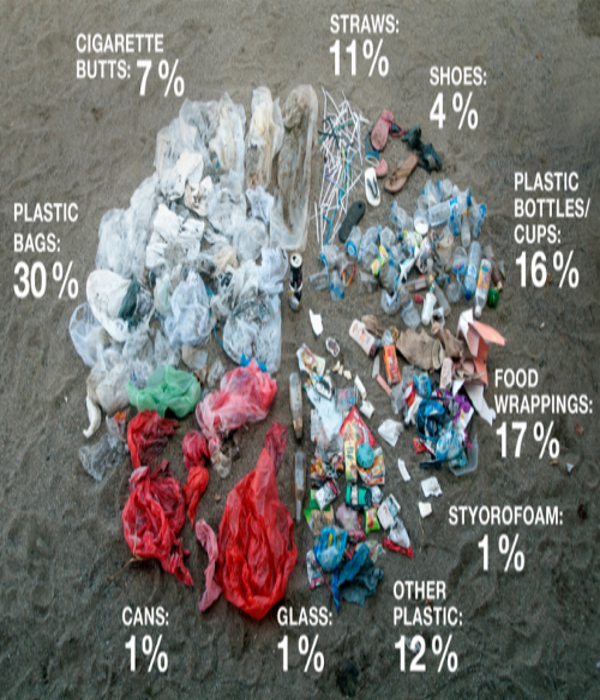 STRAWS:
11%
CIGARETTE
BUTTS: 7%
SHOES:
4%
PLASTIC
BAGS:
30%
PLASTIC
BOTTLES/
CUPS:
16%
FOOD
WRAPPINGS:
17%
STYOROFOAM:
1%
CANS:
1%
GLASS:
1%
OTHER
PLASTIC:
12%